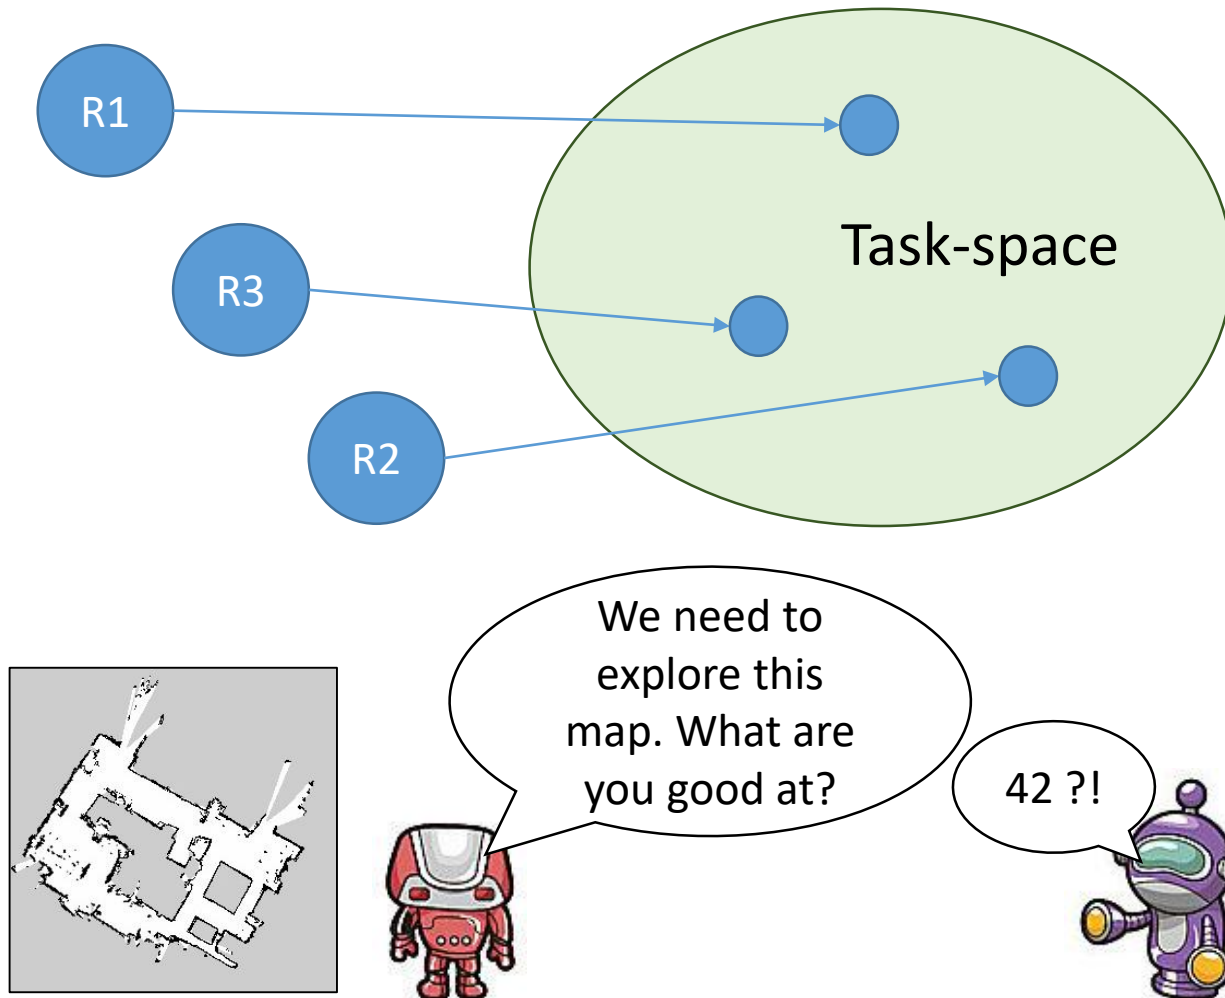 R1
Task-space
R3
R2
We need to
explore this
map. What are
you good at?
42 ?!